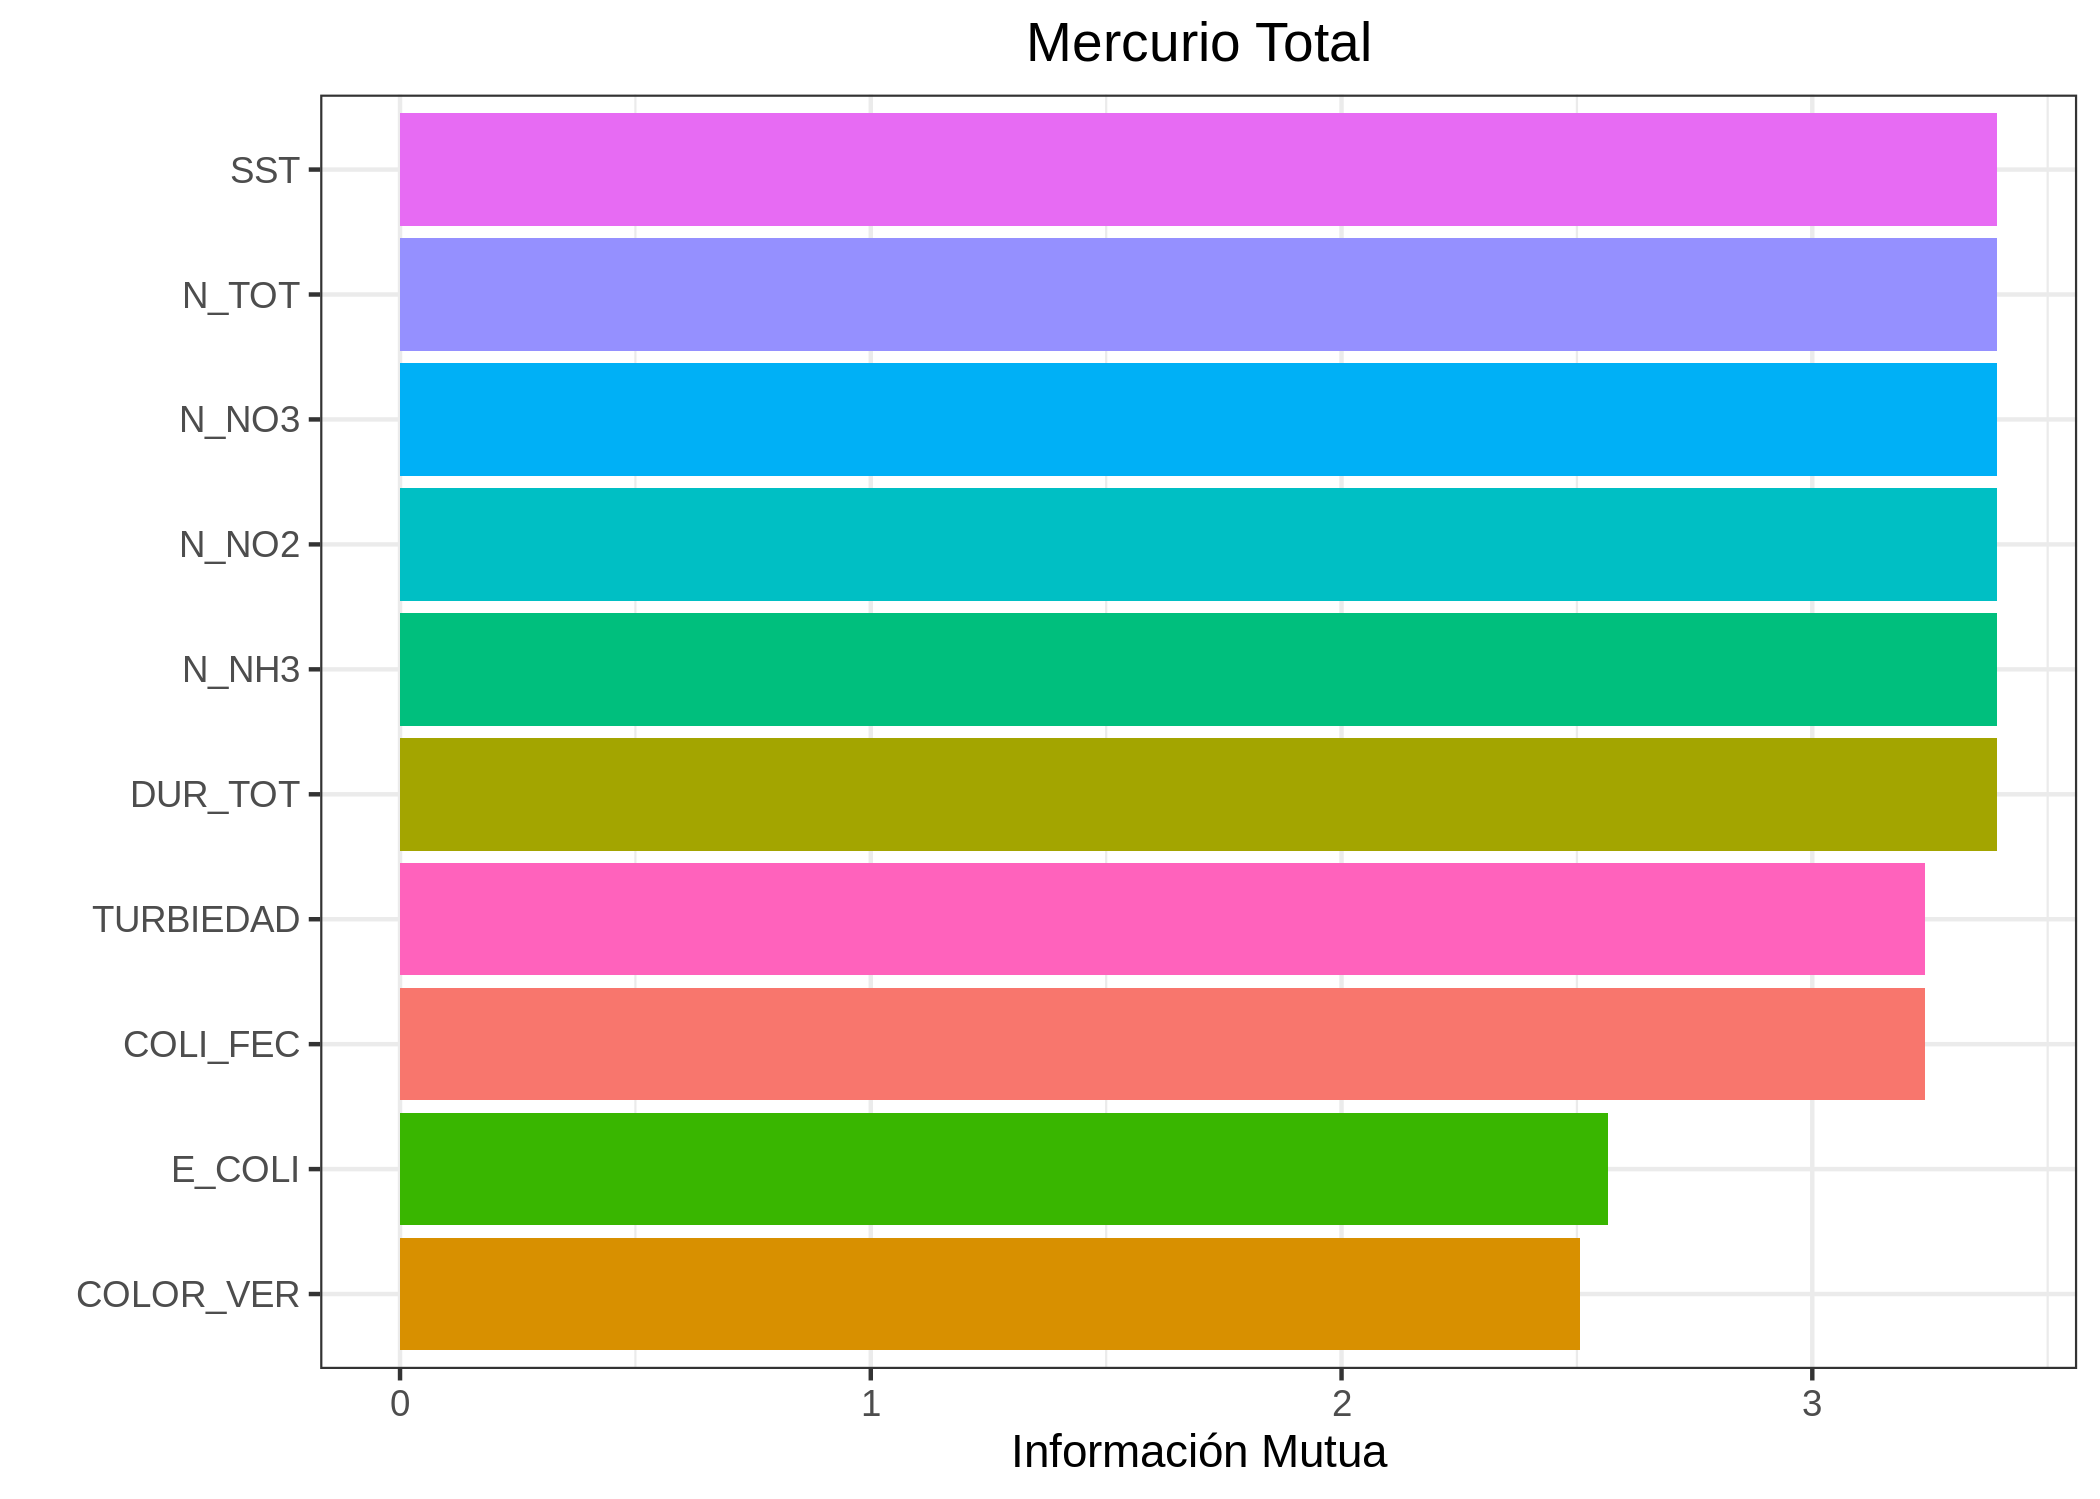 Mercurio Total
SST
N_TOT
N_NO3
N_NO2
N_NH3
DUR_TOT
TURBIEDAD
COLI_FEC
E_COLI
COLOR_VER
0 1 2 3
Información Mutua